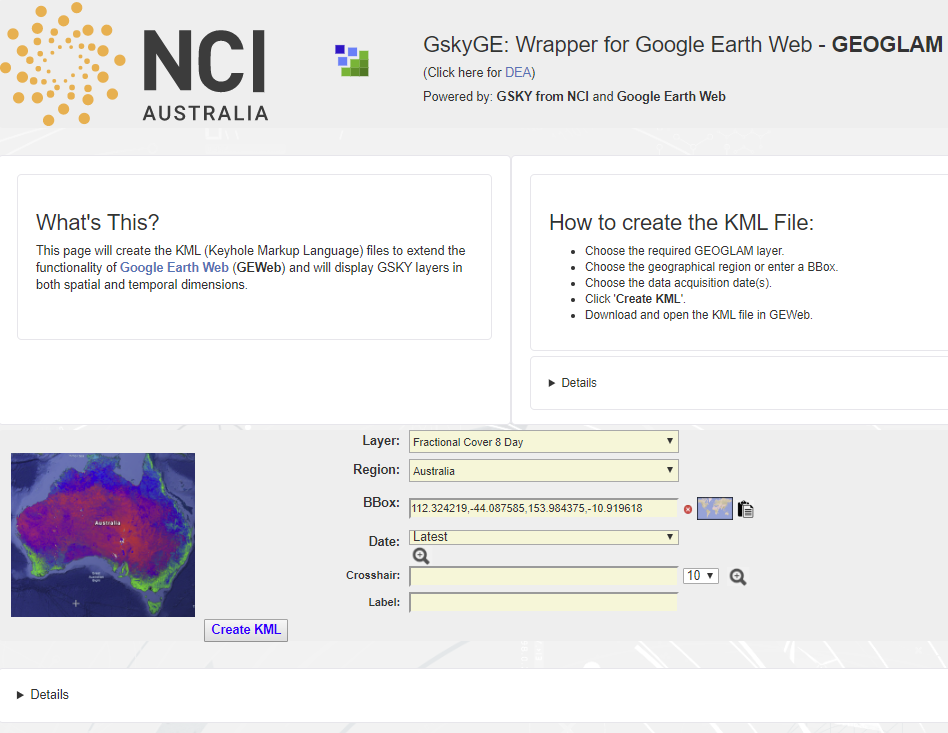 NCI
AUSTRALIA
GskyGE: Wrapper for Google Earth Web - GEOGLAM
(Click here for DEA)
Powered by: GSKY from NCI and Google Earth Web
What's This?
This page will create the KML (Keyhole Markup Language) files to extend the
functionality of Google Earth Web (GEWeb) and will display GSKY layers in
both spatial and temporal dimensions.
How to create the KML File:
Choose the required GEOGLAM layer.
Choose the geographical region or enter a BBox.
Choose the data acquisition date(s).
Click 'Create KML'.
Download and open the KML file in GEWeb.
Details
Layer: Fractional Cover 8 Day
Region: Australia
BBox: 112.324219,-44.087585,153.984375,-10.919618
Date: Latest
Crosshair: 10
Label:
Australia
Create KML
Details